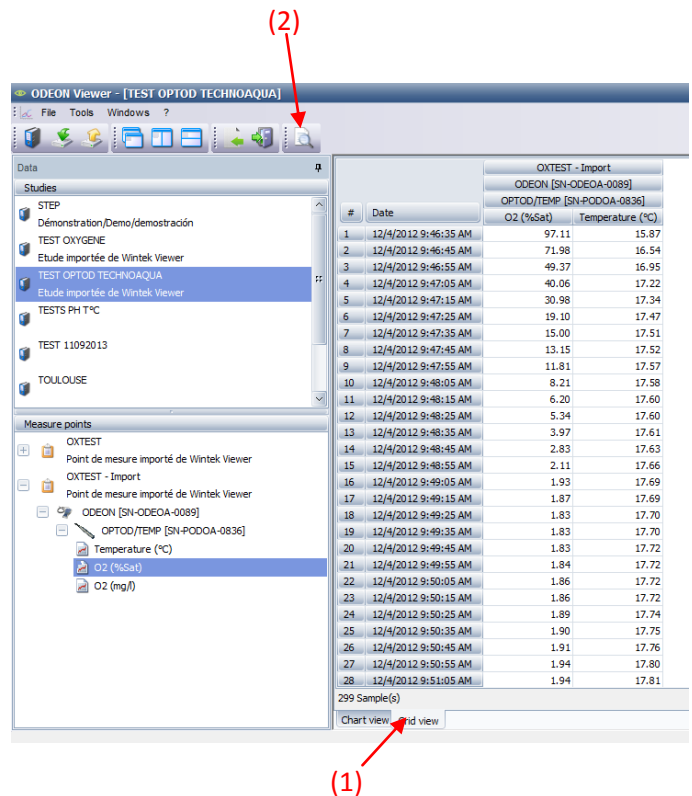 (2)
ODEON Viewer - [TEST OPTOD TECHNOAQUA]
File Tools Windows ?
Data
Studies
STEP
Démonstration/Demo/demostración
TEST OXYGENE
Etude importée de Wintek Viewer
TEST OPTOD TECHNOAQUA
Etude importée de Wintek Viewer
TESTS PH T°C
TEST 11092013
TOULOUSE
Measure points
OXTEST
Point de mesure importé de Wintek Viewer
OXTEST - Import
Point de mesure importé de Wintek Viewer
ODEON [SN-ODEOA-0089]
OPTOD/TEMP [SN-PODOA-0836]
Temperature (°C)
O2 (%Sat)
O2 (mg/l)
OXTEST - Import
ODEON [SN-ODEOA-0089]
OPTOD/TEMP [SN-PODOA-0836]
# Date O2 (%Sat) Temperature (°C)
1 12/4/2012 9:46:35 AM 97.11 15.87
2 12/4/2012 9:46:45 AM 71.98 16.54
3 12/4/2012 9:46:55 AM 49.37 16.95
4 12/4/2012 9:47:05 AM 40.06 17.22
5 12/4/2012 9:47:15 AM 30.98 17.34
6 12/4/2012 9:47:25 AM 19.10 17.47
7 12/4/2012 9:47:35 AM 15.00 17.51
8 12/4/2012 9:47:45 AM 13.15 17.52
9 12/4/2012 9:47:55 AM 11.81 17.57
10 12/4/2012 9:48:05 AM 8.21 17.58
11 12/4/2012 9:48:15 AM 6.20 17.60
12 12/4/2012 9:48:25 AM 5.34 17.60
13 12/4/2012 9:48:35 AM 3.97 17.61
14 12/4/2012 9:48:45 AM 2.83 17.63
15 12/4/2012 9:48:55 AM 2.11 17.66
16 12/4/2012 9:49:05 AM 1.93 17.69
17 12/4/2012 9:49:15 AM 1.87 17.69
18 12/4/2012 9:49:25 AM 1.83 17.70
19 12/4/2012 9:49:35 AM 1.83 17.70
20 12/4/2012 9:49:45 AM 1.83 17.72
21 12/4/2012 9:49:55 AM 1.84 17.72
22 12/4/2012 9:50:05 AM 1.86 17.72
23 12/4/2012 9:50:15 AM 1.86 17.72
24 12/4/2012 9:50:25 AM 1.89 17.74
25 12/4/2012 9:50:35 AM 1.90 17.75
26 12/4/2012 9:50:45 AM 1.91 17.76
27 12/4/2012 9:50:55 AM 1.94 17.80
28 12/4/2012 9:51:05 AM 1.94 17.81
299 Sample(s)
Chart view Grid view
(1)